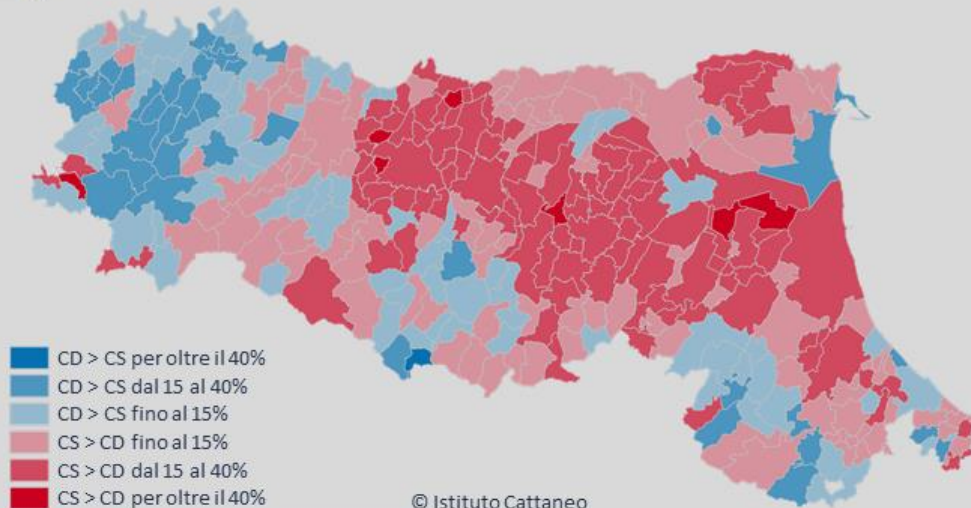 CD > CS per oltre il 40%
CD > CS dal 15 al 40%
CD > CS fino al 15%
CS > CD fino al 15%
CS > CD dal 15 al 40%
CS > CD per oltre il 40%
© Istituto Cattaneo